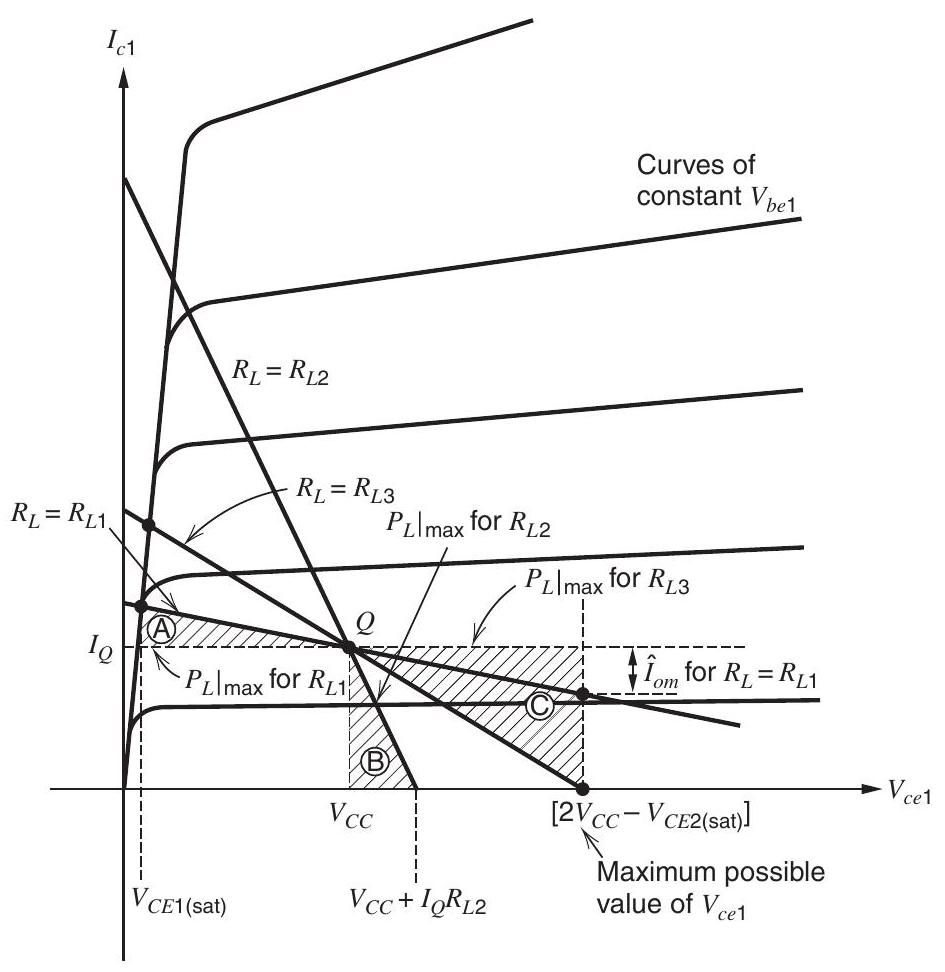 I_c1
Curves of
constant V_be1
R_L = R_L2
R_L = R_L3
R_L = R_L1
P_L|max for R_L2
P_L|max for R_L3
Q
A
I_Q
P_L|max for R_L1
Î_om for R_L = R_L1
C
B
V_ce1
V_CC
[2V_CC – V_CE2(sat)]
Maximum possible
value of V_ce1
V_CE1(sat)
V_CC + I_Q R_L2